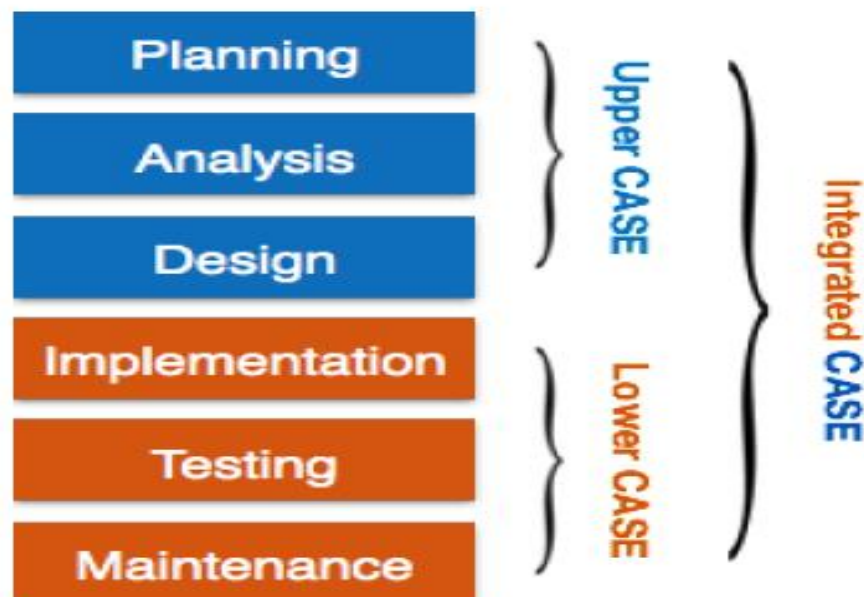 Planning
Analysis
Design
Implementation
Testing
Maintenance
Upper CASE
Lower CASE
Integrated CASE